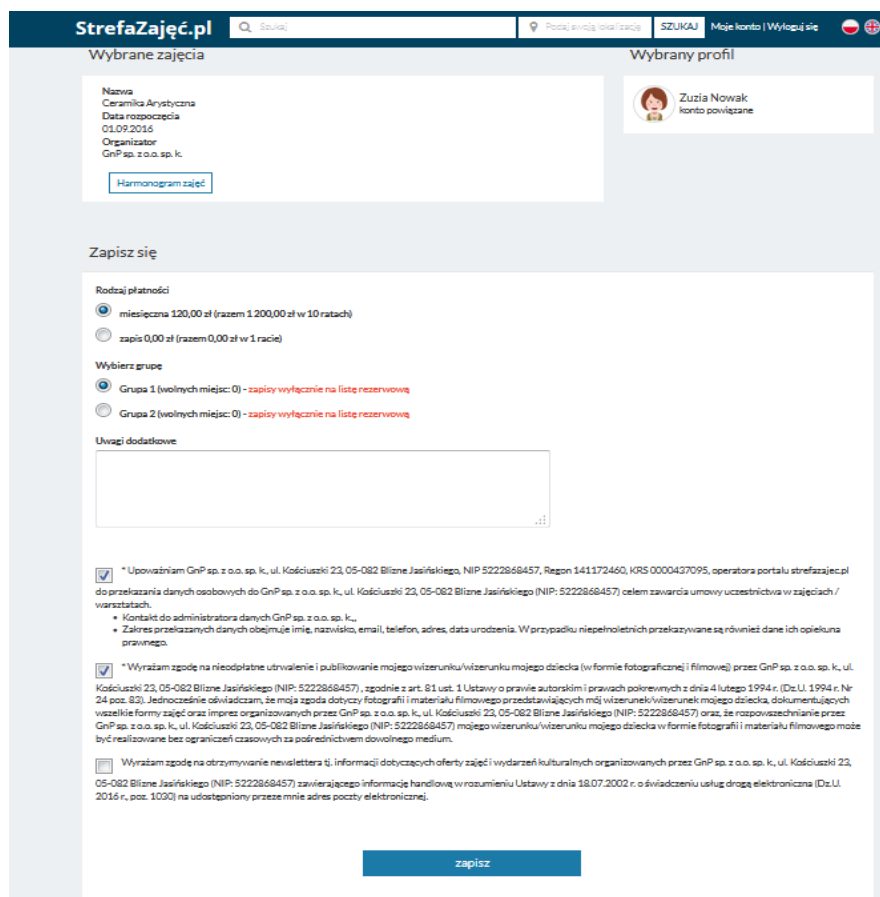 StrefaZajęć.pl
Szukaj
Podaj swoją lokalizację
SZUKAJ
Moje konto | Wyloguj się
Wybrane zajęcia
Wybrany profil
Nazwa
Ceramika Arystyczna
Data rozpoczęcia
01.09.2016
Organizator
GnP sp. z o.o. sp. k.
Harmonogram zajęć
Zuzia Nowak
konto powiązane
Zapisz się
Rodzaj płatności
miesięczna 120,00 zł (razem 1 200,00 zł w 10 ratach)
zapis 0,00 zł (razem 0,00 zł w 1 racie)
Wybierz grupę
Grupa 1 (wolnych miejsc: 0) - zapisy wyłącznie na listę rezerwową
Grupa 2 (wolnych miejsc: 0) - zapisy wyłącznie na listę rezerwową
Uwagi dodatkowe
* Upoważniam GnP sp. z o.o. sp. k., ul. Kościuszki 23, 05-082 Blizne Jasińskiego, NIP 5222868457, Regon 141172460, KRS 0000437095, operatora portalu strefazajec.pl
do przekazania danych osobowych do GnP sp. z o.o. sp. k., ul. Kościuszki 23, 05-082 Blizne Jasińskiego (NIP: 5222868457) celem zawarcia umowy uczestnictwa w zajęciach /
warsztatach.
• Kontakt do administratora danych GnP sp. z o.o. sp. k.,,
• Zakres przekazanych danych obejmuje imię, nazwisko, email, telefon, adres, data urodzenia. W przypadku niepełnoletnich przekazywane są również dane ich opiekuna
prawnego.
* Wyrażam zgodę na nieodpłatne utrwalenie i publikowanie mojego wizerunku/wizerunku mojego dziecka (w formie fotograficznej i filmowej) przez GnP sp. z o.o. sp. k., ul.
Kościuszki 23, 05-082 Blizne Jasińskiego (NIP: 5222868457) , zgodnie z art. 81 ust. 1 Ustawy o prawie autorskim i prawach pokrewnych z dnia 4 lutego 1994 r. (Dz.U. 1994 r. Nr
24 poz. 83). Jednocześnie oświadczam, że moja zgoda dotyczy fotografii i materiału filmowego przedstawiających mój wizerunek/wizerunek mojego dziecka, dokumentujących
wszelkie formy zajęć oraz imprez organizowanych przez GnP sp. z o.o. sp. k., ul. Kościuszki 23, 05-082 Blizne Jasińskiego (NIP: 5222868457) oraz, że rozpowszechnianie przez
GnP sp. z o.o. sp. k., ul. Kościuszki 23, 05-082 Blizne Jasińskiego (NIP: 5222868457) mojego wizerunku/wizerunku mojego dziecka w formie fotografii i materiału filmowego może
być realizowane bez ograniczeń czasowych za pośrednictwem dowolnego medium.
Wyrażam zgodę na otrzymywanie newslettera tj. informacji dotyczących oferty zajęć i wydarzeń kulturalnych organizowanych przez GnP sp. z o.o. sp. k., ul. Kościuszki 23,
05-082 Blizne Jasińskiego (NIP: 5222868457) zawierającego informację handlową w rozumieniu Ustawy z dnia 18.07.2002 r. o świadczeniu usług drogą elektroniczna (Dz.U.
2016 r., poz. 1030) na udostępniony przeze mnie adres poczty elektronicznej.
zapisz